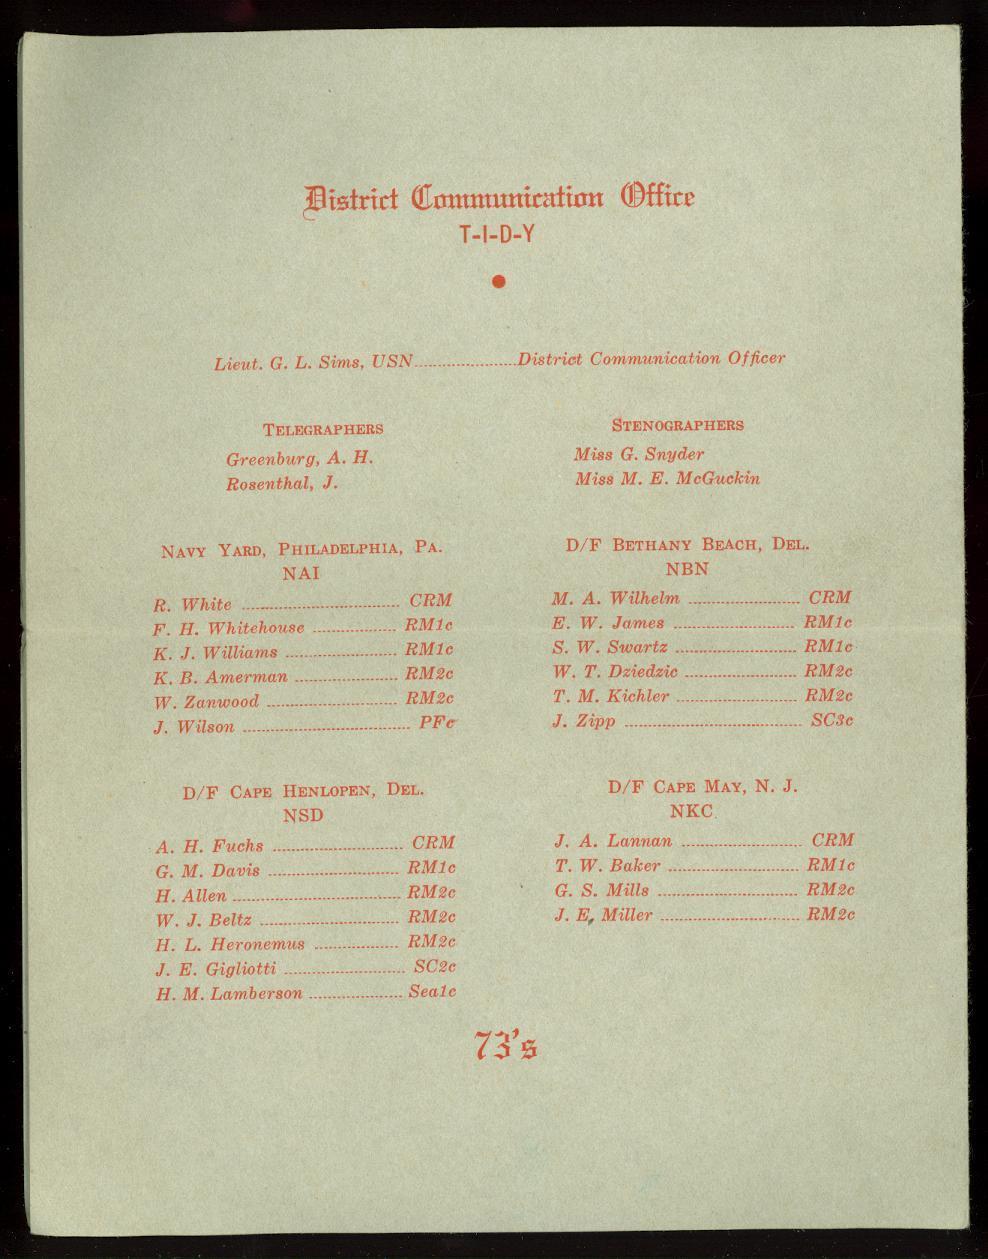 District Communication Office
T-I-D-Y
Lieut. G. L. Sims, USN......................District Communication Officer
TELEGRAPHERS
Greenburg, A. H.
Rosenthal, J.
STENOGRAPHERS
Miss G. Snyder
Miss M. E. McGuckin
NAVY YARD, PHILADELPHIA, PA.
NAI
R. White ........................ CRM
F. H. Whitehouse ........................ RM1c
K. J. Williams ........................ RM1c
K. B. Amerman ........................ RM2c
W. Zanwood ........................ RM2c
J. Wilson ........................ PFc
D/F BETHANY BEACH, DEL.
NBN
M. A. Wilhelm ........................ CRM
E. W. James ........................ RM1c
S. W. Swartz ........................ RM1c
W. T. Dziedzic ........................ RM2c
T. M. Kichler ........................ RM2c
J. Zipp ........................ SC3c
D/F CAPE HENLOPEN, DEL.
NSD
A. H. Fuchs ........................ CRM
G. M. Davis ........................ RM1c
H. Allen ........................ RM2c
W. J. Beltz ........................ RM2c
H. L. Heronemus ........................ RM2c
J. E. Gigliotti ........................ SC2c
H. M. Lamberson ........................ Sea1c
D/F CAPE MAY, N. J.
NKC
J. A. Lannan ........................ CRM
T. W. Baker ........................ RM1c
G. S. Mills ........................ RM2c
J. E. Miller ........................ RM2c
73's